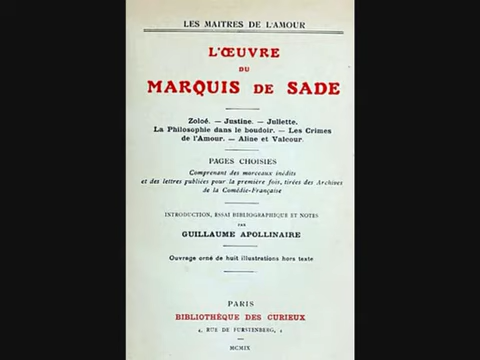 LES MAITRES DE L'AMOUR
L'ŒUVRE
DU
MARQUIS DE SADE
Zoloé. — Justine. — Juliette.
La Philosophie dans le boudoir. — Les Crimes
de l'Amour. — Aline et Valcour.
PAGES CHOISIES
Comprenant des morceaux inédits
et des lettres publiées pour la première fois, tirées des Archives
de la Comédie-Française
INTRODUCTION, ESSAI BIBLIOGRAPHIQUE ET NOTES
PAR
GUILLAUME APOLLINAIRE
Ouvrage orné de huit illustrations hors texte
PARIS
BIBLIOTHÈQUE DES CURIEUX
4, RUE DE FURSTENBERG, 4
MCMIX